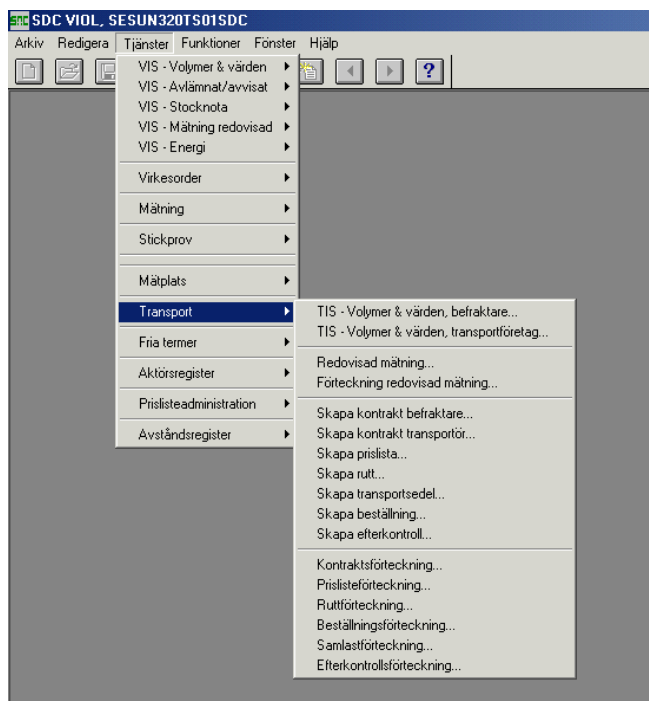 SDC SDC VIOL, SESUN320TS01SDC
Arkiv Redigera Tjänster Funktioner Fönster Hjälp
?
VIS - Volymer & värden
VIS - Avlämnat/avvisat
VIS - Stocknota
VIS - Mätning redovisad
VIS - Energi
Virkesorder
Mätning
Stickprov
Mätplats
Transport
Fria termer
Aktörsregister
Prislisteadministration
Avståndsregister
TIS - Volymer & värden, befraktare...
TIS - Volymer & värden, transportföretag...
Redovisad mätning...
Förteckning redovisad mätning...
Skapa kontrakt befraktare...
Skapa kontrakt transportör...
Skapa prislista...
Skapa rutt...
Skapa transportsedel...
Skapa beställning...
Skapa efterkontroll...
Kontraktsförteckning...
Prislisteförteckning...
Ruttförteckning...
Beställningsförteckning...
Samlastförteckning...
Efterkontrollsförteckning...